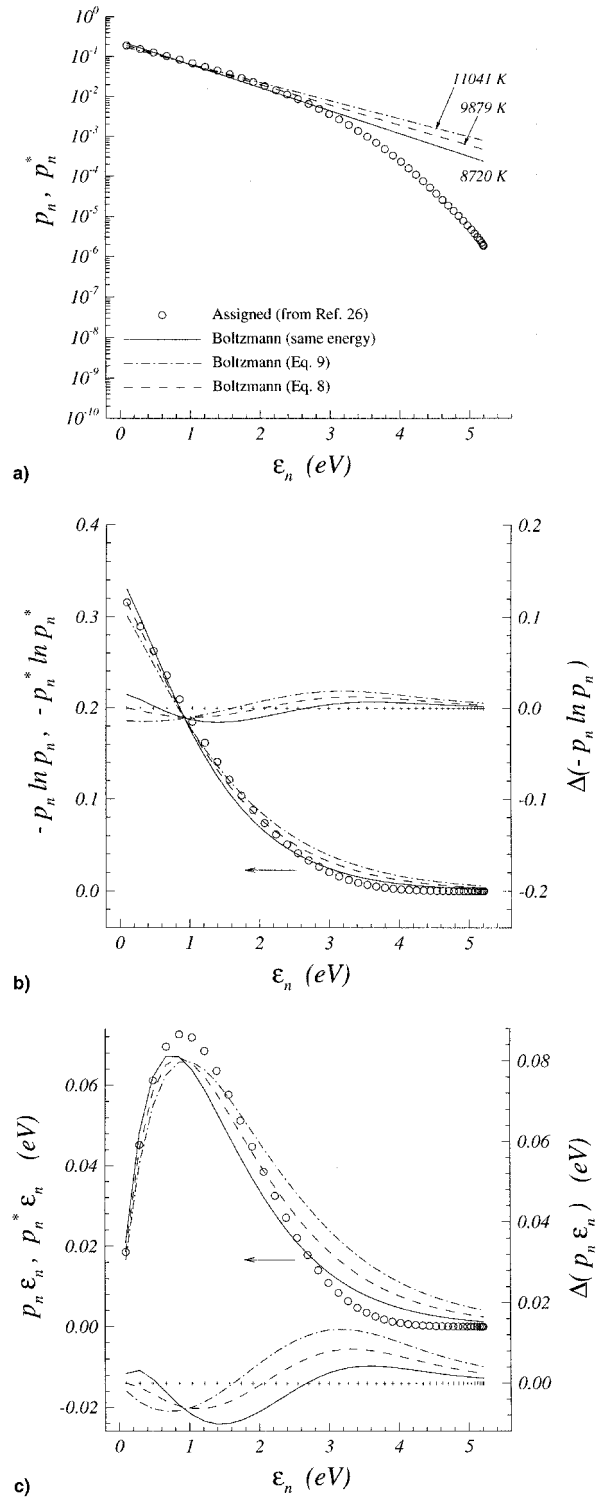 10^0
10^-1
10^-2
10^-3
10^-4
10^-5
10^-6
10^-7
10^-8
10^-9
10^-10
p_n , p_n^*
11041 K
9879 K
8720 K
Assigned (from Ref. 26)
Boltzmann (same energy)
Boltzmann (Eq. 9)
Boltzmann (Eq. 8)
0 1 2 3 4 5
ε_n (eV)
a)
0.4
0.3
0.2
0.1
0.0
- p_n ln p_n , - p_n^* ln p_n^*
0.2
0.1
0.0
-0.1
-0.2
Δ(- p_n ln p_n )
0 1 2 3 4 5
ε_n (eV)
b)
0.06
0.04
0.02
0.00
-0.02
p_n ε_n , p_n^* ε_n (eV)
0.08
0.06
0.04
0.02
0.00
Δ( p_n ε_n ) (eV)
0 1 2 3 4 5
ε_n (eV)
c)